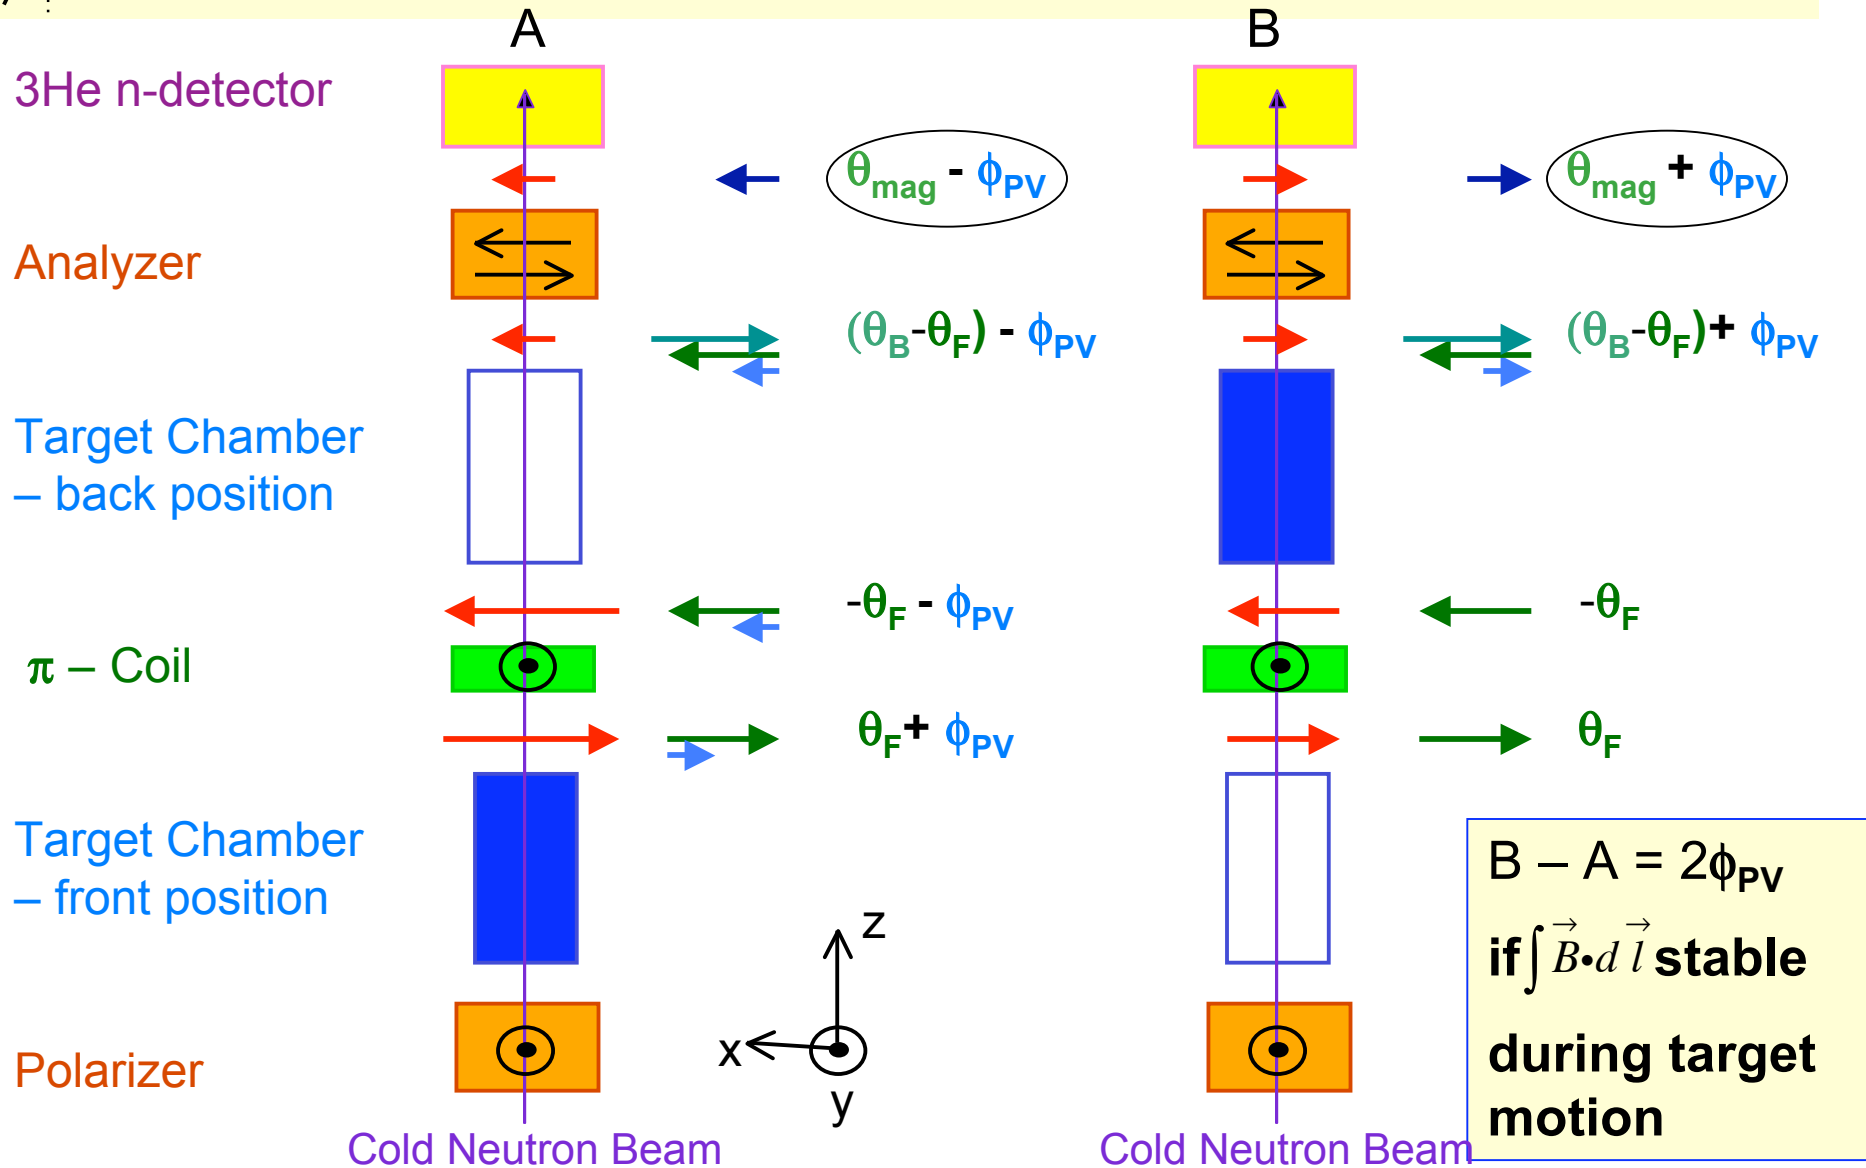 A B
3He n-detector
θmag - ϕPV θmag + ϕPV
Analyzer
(θB-θF) - ϕPV (θB-θF)+ ϕPV
Target Chamber
– back position
-θF - ϕPV -θF
π – Coil
θF+ ϕPV θF
Target Chamber
– front position
B – A = 2ϕPV
if ∫ B⃗•d l⃗ stable
during target
motion
z
x
y
Polarizer
Cold Neutron Beam Cold Neutron Beam